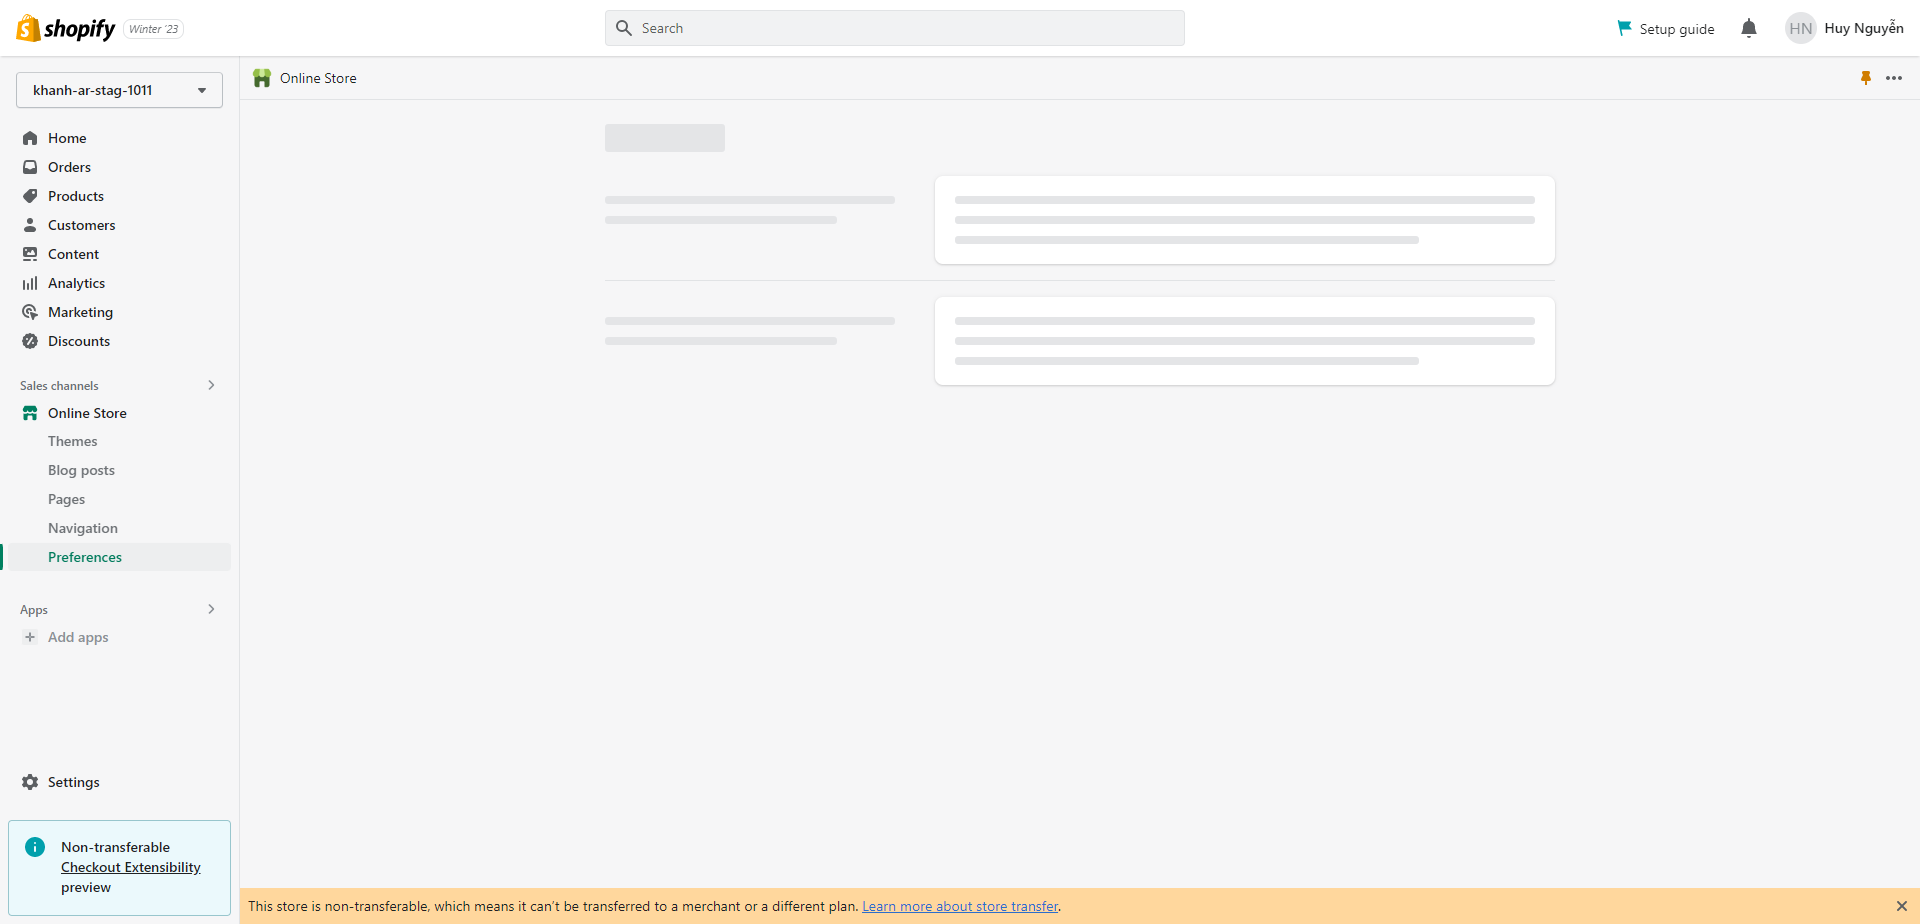 shopify Winter '23
Search
Setup guide
HN Huy Nguyễn
khanh-ar-stag-1011
Home
Orders
Products
Customers
Content
Analytics
Marketing
Discounts
Sales channels
Online Store
Themes
Blog posts
Pages
Navigation
Preferences
Apps
Add apps
Settings
Non-transferable
Checkout Extensibility
preview
Online Store
This store is non-transferable, which means it can’t be transferred to a merchant or a different plan. Learn more about store transfer.